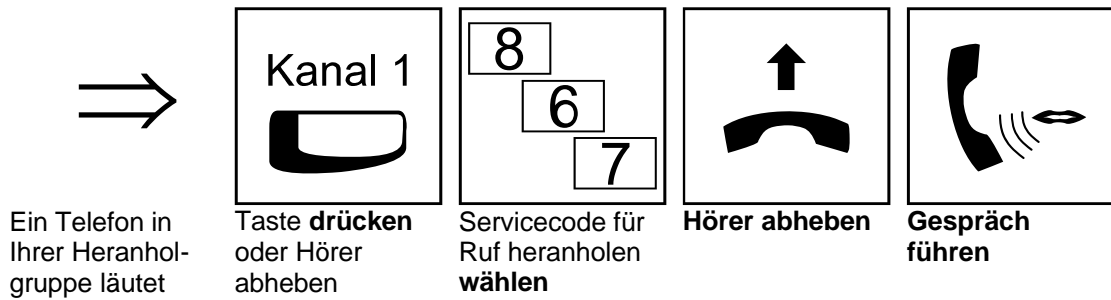 Kanal 1
8
6
7
Ein Telefon in
Ihrer Heranhol-
gruppe läutet
Taste drücken
oder Hörer
abheben
Servicecode für
Ruf heranholen
wählen
Hörer abheben
Gespräch
führen